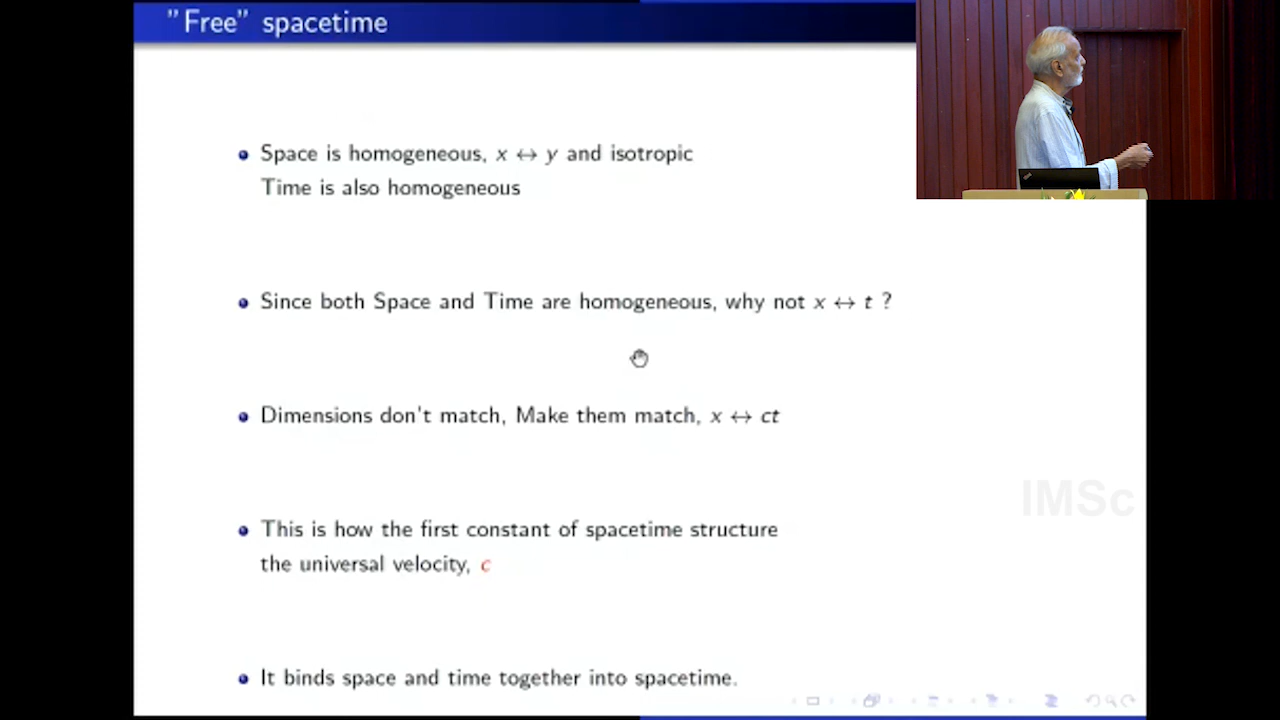 "Free" spacetime
Space is homogeneous, x ↔ y and isotropic
Time is also homogeneous
Since both Space and Time are homogeneous, why not x ↔ t ?
Dimensions don't match, Make them match, x ↔ ct
IMSc
This is how the first constant of spacetime structure
the universal velocity, c
It binds space and time together into spacetime.